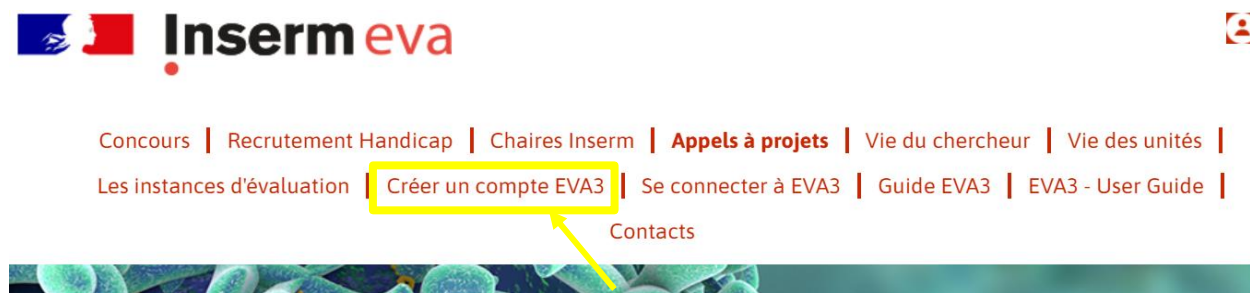 Inserm eva
Concours | Recrutement Handicap | Chaires Inserm | Appels à projets | Vie du chercheur | Vie des unités |
Les instances d'évaluation | Créer un compte EVA3 | Se connecter à EVA3 | Guide EVA3 | EVA3 - User Guide |
Contacts